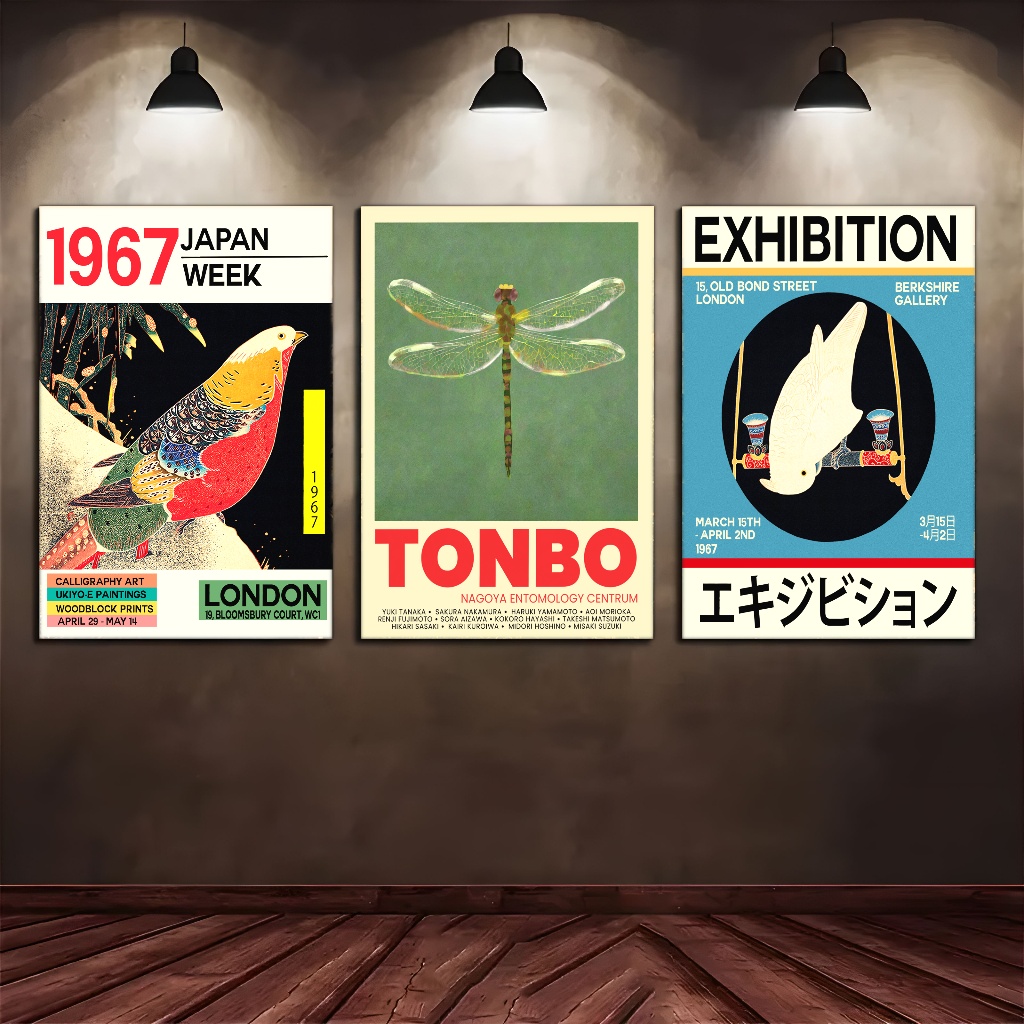 1967 JAPAN
WEEK
1967
CALLIGRAPHY ART
UKIYO-E PAINTINGS
WOODBLOCK PRINTS
APRIL 29 - MAY 14
LONDON
19, BLOOMSBURY COURT, WC1
TONBO
NAGOYA ENTOMOLOGY CENTRUM
YUKI TANAKA • SAKURA NAKAMURA • HARUKI YAMAMOTO • AOI MORIOKA
RENJI FUJIMOTO • SORA AIZAWA • KOKORO HAYASHI • TAKESHI MATSUMOTO
HIKARI SASAKI • KAIRI KUROIWA • MIDORI HOSHINO • MISAKI SUZUKI
EXHIBITION
15, OLD BOND STREET
LONDON
BERKSHIRE
GALLERY
MARCH 15TH
- APRIL 2ND
1967
3月15日
-4月2日
エキジビション